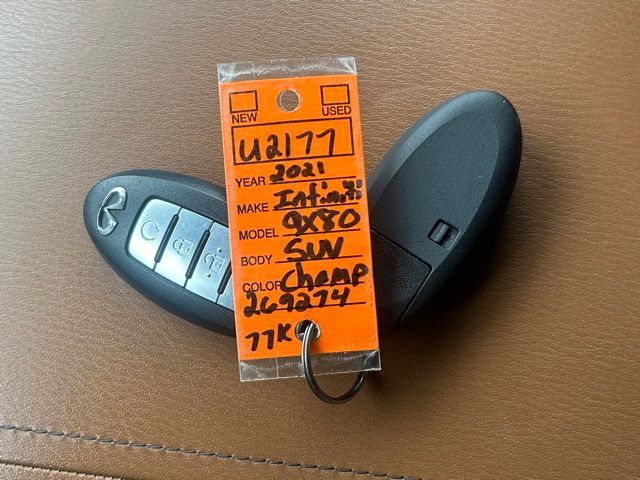 NEW USED
U2177
YEAR 2021
MAKE Infiniti
MODEL QX80
BODY SUV
COLOR Champ
269274
77K